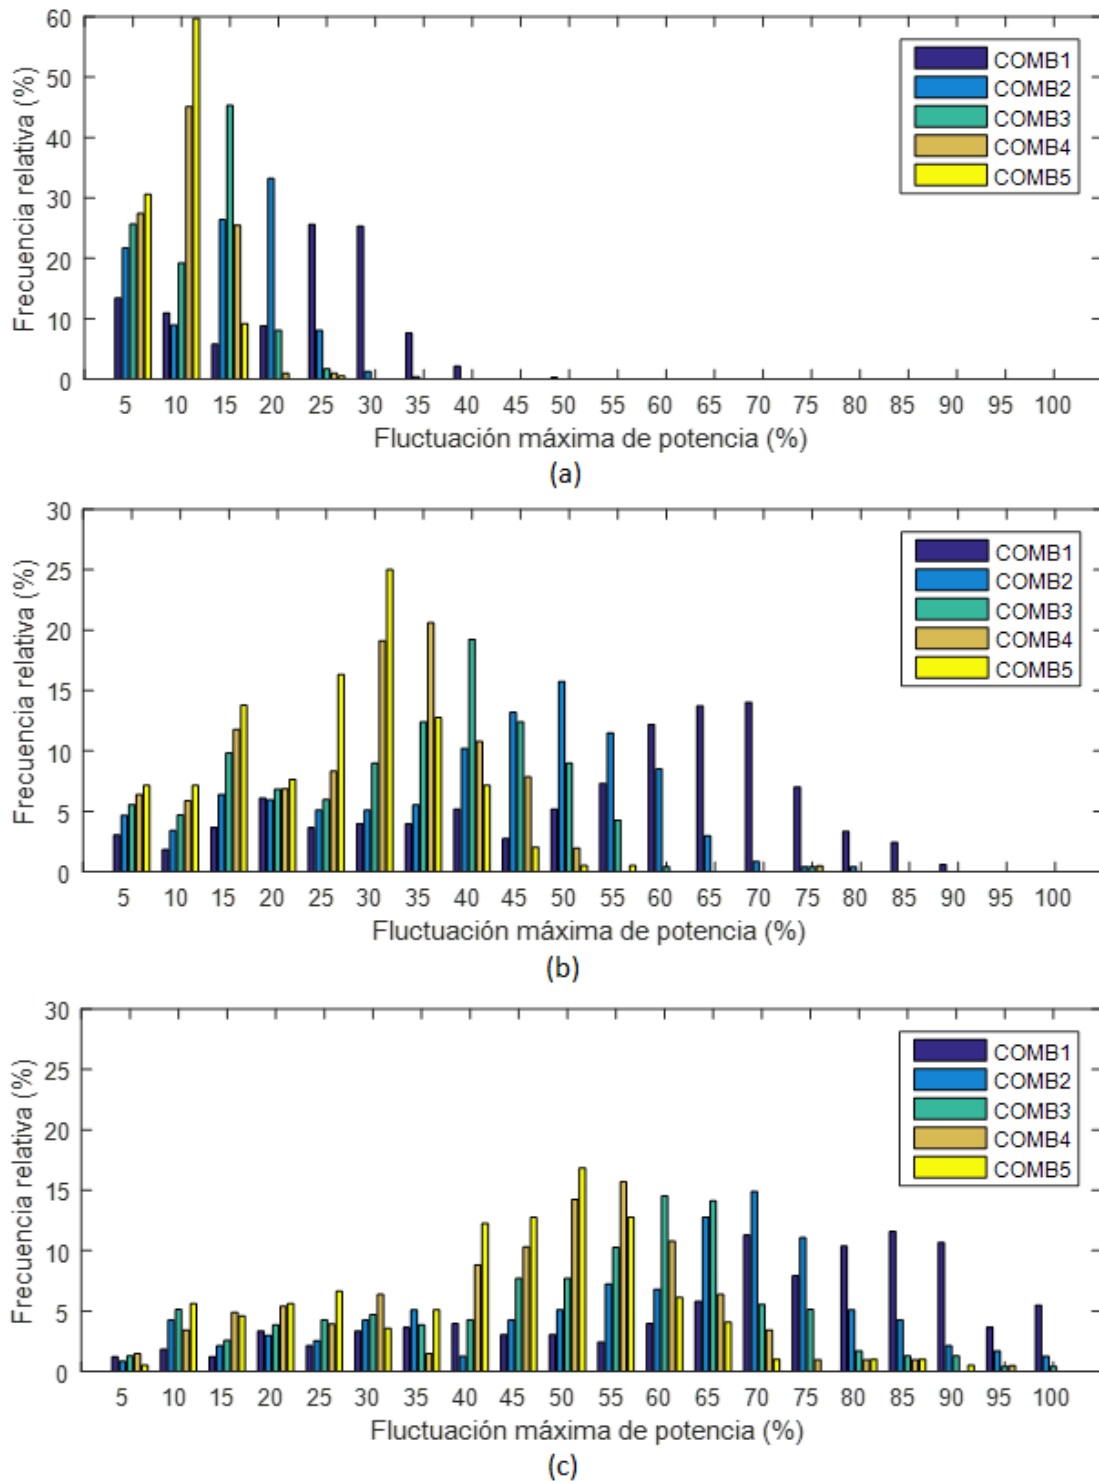 60
50
40
30
20
10
0
Frecuencia relativa (%)
COMB1
COMB2
COMB3
COMB4
COMB5
5 10 15 20 25 30 35 40 45 50 55 60 65 70 75 80 85 90 95 100
Fluctuación máxima de potencia (%)
(a)
30
25
20
15
10
5
0
Frecuencia relativa (%)
COMB1
COMB2
COMB3
COMB4
COMB5
5 10 15 20 25 30 35 40 45 50 55 60 65 70 75 80 85 90 95 100
Fluctuación máxima de potencia (%)
(b)
30
25
20
15
10
5
0
Frecuencia relativa (%)
COMB1
COMB2
COMB3
COMB4
COMB5
5 10 15 20 25 30 35 40 45 50 55 60 65 70 75 80 85 90 95 100
Fluctuación máxima de potencia (%)
(c)